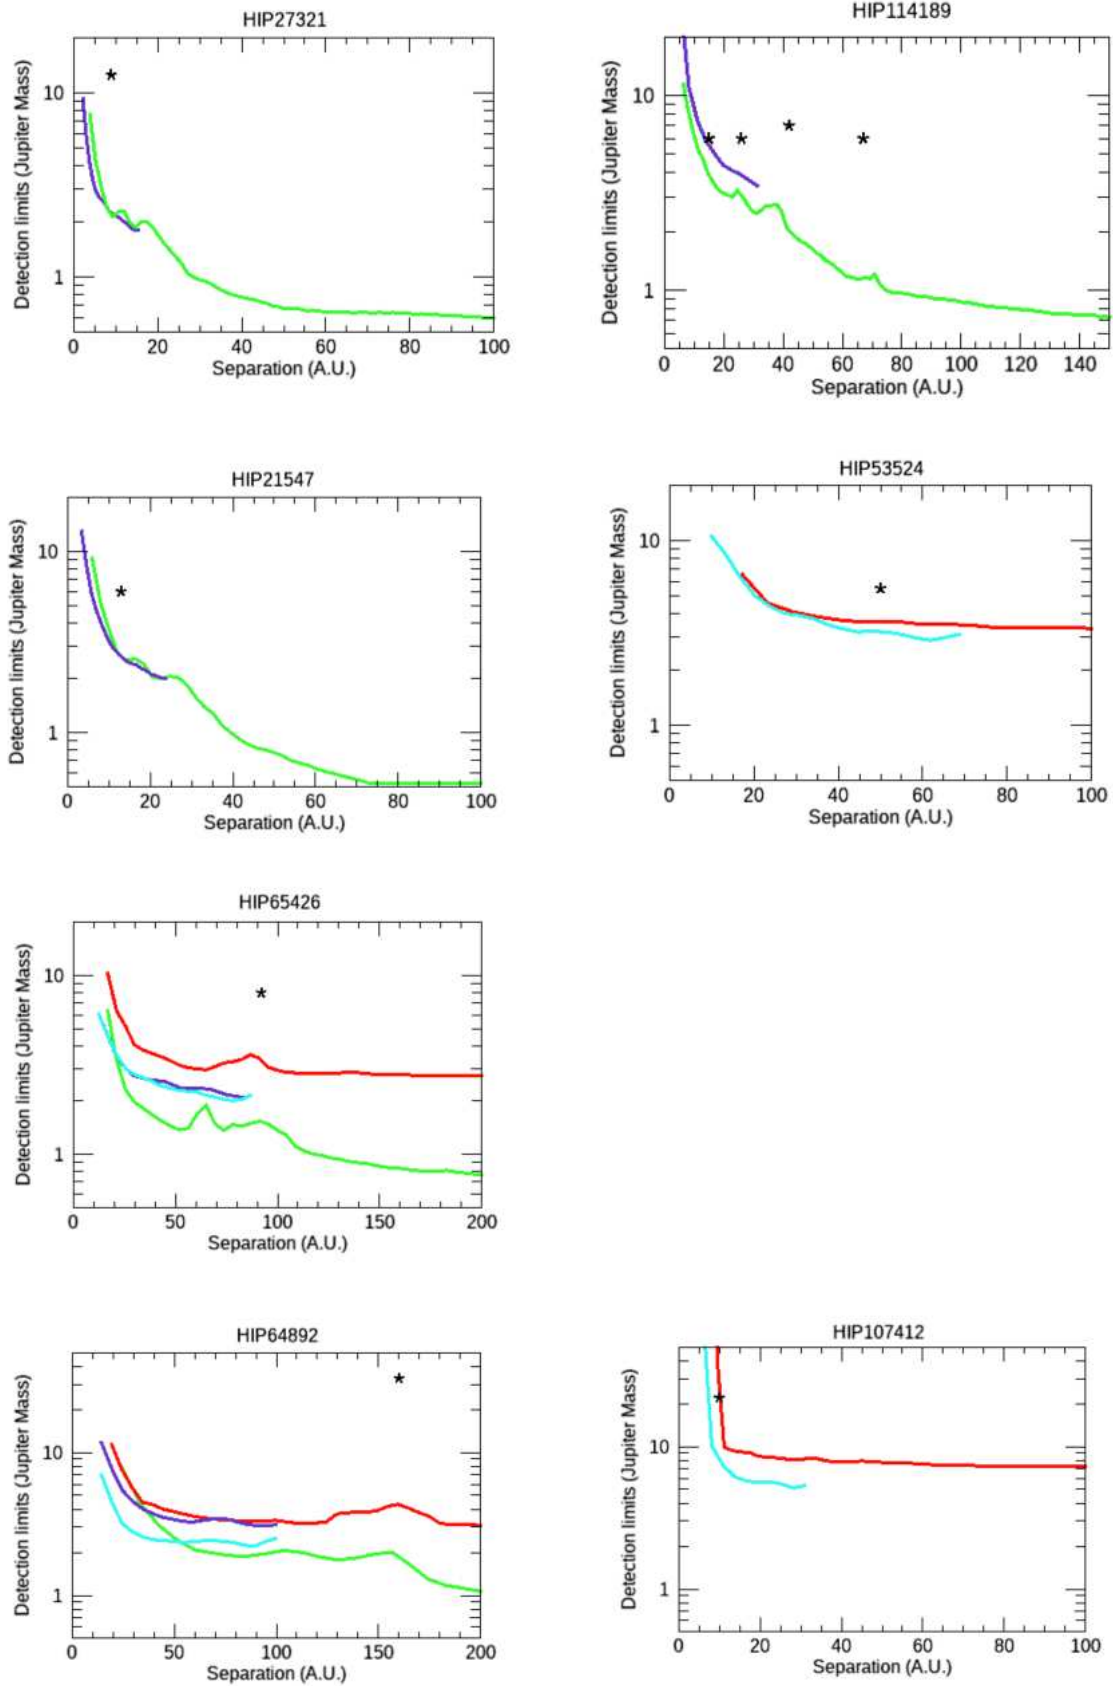 HIP27321
Detection limits (Jupiter Mass)
10
1
0 20 40 60 80 100
Separation (A.U.)
HIP114189
Detection limits (Jupiter Mass)
10
1
0 20 40 60 80 100 120 140
Separation (A.U.)
HIP21547
Detection limits (Jupiter Mass)
10
1
0 20 40 60 80 100
Separation (A.U.)
HIP53524
Detection limits (Jupiter Mass)
10
1
0 20 40 60 80 100
Separation (A.U.)
HIP65426
Detection limits (Jupiter Mass)
10
1
0 50 100 150 200
Separation (A.U.)
HIP64892
Detection limits (Jupiter Mass)
10
1
0 50 100 150 200
Separation (A.U.)
HIP107412
Detection limits (Jupiter Mass)
10
1
0 20 40 60 80 100
Separation (A.U.)